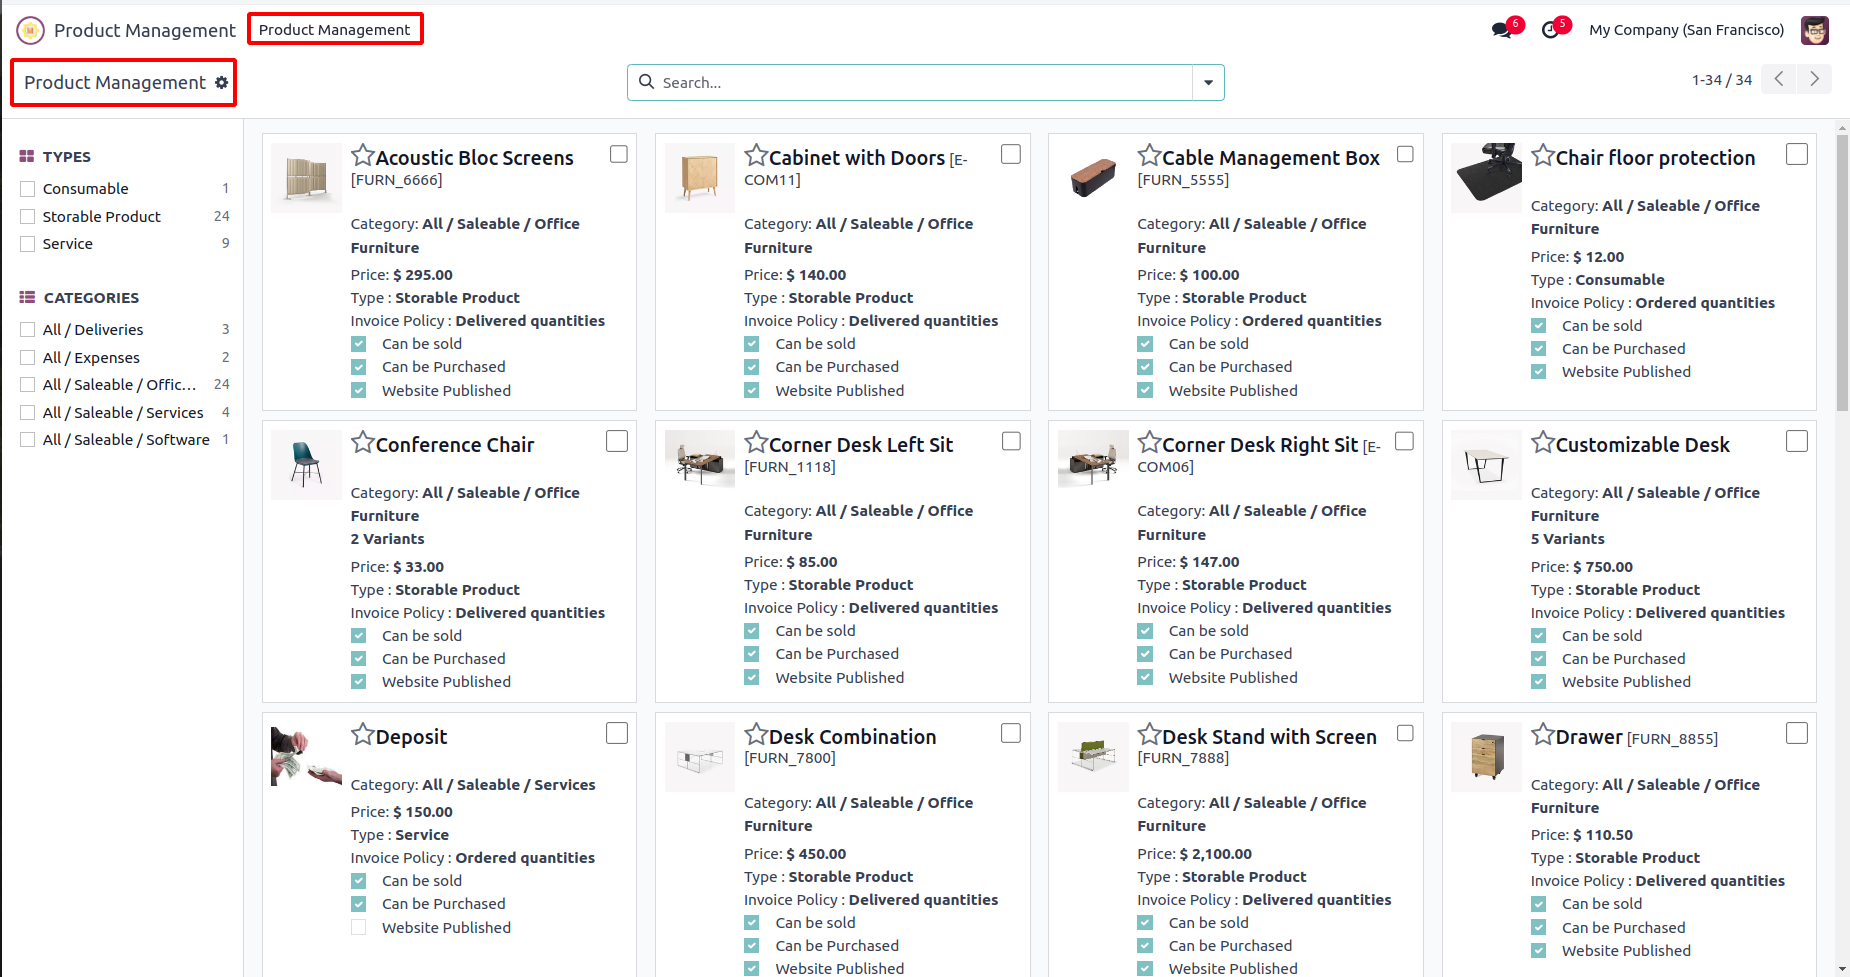 Product Management
Product Management
6
5
My Company (San Francisco)
Product Management
Search...
1-34 / 34
TYPES
Consumable 1
Storable Product 24
Service 9
CATEGORIES
All / Deliveries 3
All / Expenses 2
All / Saleable / Offic... 24
All / Saleable / Services 4
All / Saleable / Software 1
Acoustic Bloc Screens
[FURN_6666]
Category: All / Saleable / Office
Furniture
Price: $ 295.00
Type : Storable Product
Invoice Policy : Delivered quantities
Can be sold
Can be Purchased
Website Published
Cabinet with Doors [E-
COM11]
Category: All / Saleable / Office
Furniture
Price: $ 140.00
Type : Storable Product
Invoice Policy : Delivered quantities
Can be sold
Can be Purchased
Website Published
Cable Management Box
[FURN_5555]
Category: All / Saleable / Office
Furniture
Price: $ 100.00
Type : Storable Product
Invoice Policy : Ordered quantities
Can be sold
Can be Purchased
Website Published
Chair floor protection
Category: All / Saleable / Office
Furniture
Price: $ 12.00
Type : Consumable
Invoice Policy : Ordered quantities
Can be sold
Can be Purchased
Website Published
Conference Chair
Category: All / Saleable / Office
Furniture
2 Variants
Price: $ 33.00
Type : Storable Product
Invoice Policy : Delivered quantities
Can be sold
Can be Purchased
Website Published
Corner Desk Left Sit
[FURN_1118]
Category: All / Saleable / Office
Furniture
Price: $ 85.00
Type : Storable Product
Invoice Policy : Delivered quantities
Can be sold
Can be Purchased
Website Published
Corner Desk Right Sit [E-
COM06]
Category: All / Saleable / Office
Furniture
Price: $ 147.00
Type : Storable Product
Invoice Policy : Delivered quantities
Can be sold
Can be Purchased
Website Published
Customizable Desk
Category: All / Saleable / Office
Furniture
5 Variants
Price: $ 750.00
Type : Storable Product
Invoice Policy : Delivered quantities
Can be sold
Can be Purchased
Website Published
Deposit
Category: All / Saleable / Services
Price: $ 150.00
Type : Service
Invoice Policy : Ordered quantities
Can be sold
Can be Purchased
Website Published
Desk Combination
[FURN_7800]
Category: All / Saleable / Office
Furniture
Price: $ 450.00
Type : Storable Product
Invoice Policy : Delivered quantities
Can be sold
Can be Purchased
Website Published
Desk Stand with Screen
[FURN_7888]
Category: All / Saleable / Office
Furniture
Price: $ 2,100.00
Type : Storable Product
Invoice Policy : Delivered quantities
Can be sold
Can be Purchased
Website Published
Drawer [FURN_8855]
Category: All / Saleable / Office
Furniture
Price: $ 110.50
Type : Storable Product
Invoice Policy : Delivered quantities
Can be sold
Can be Purchased
Website Published